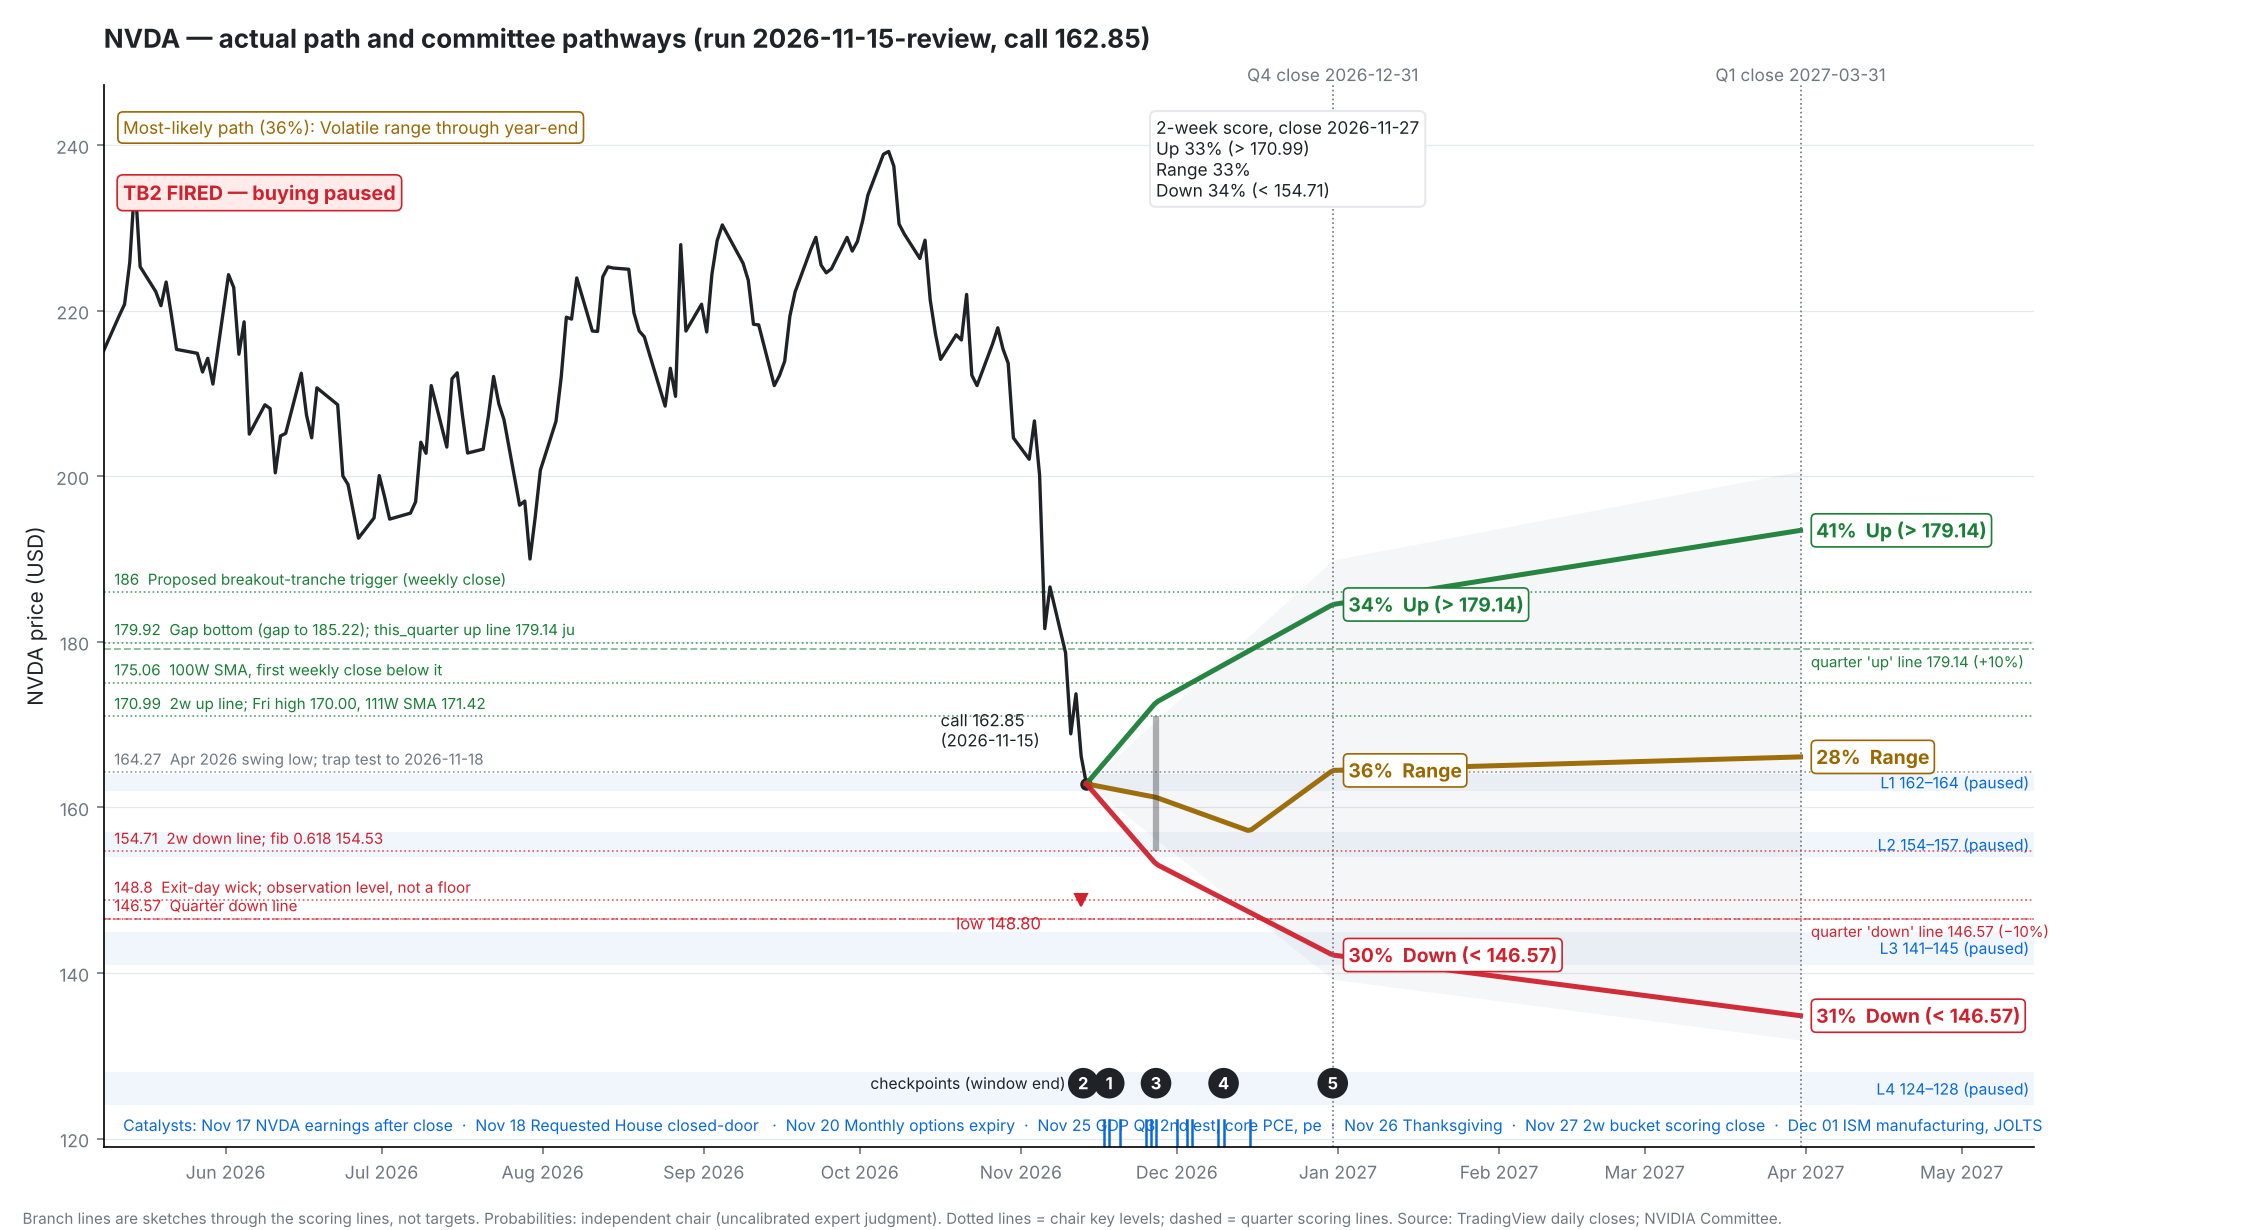 NVDA — actual path and committee pathways (run 2026-11-15-review, call 162.85)
Q4 close 2026-12-31
Q1 close 2027-03-31
Most-likely path (36%): Volatile range through year-end
TB2 FIRED — buying paused
2-week score, close 2026-11-27
Up 33% (> 170.99)
Range 33%
Down 34% (< 154.71)
NVDA price (USD)
240
220
200
180
160
140
120
186 Proposed breakout-tranche trigger (weekly close)
179.92 Gap bottom (gap to 185.22); this_quarter up line 179.14 ju
175.06 100W SMA, first weekly close below it
170.99 2w up line; Fri high 170.00, 111W SMA 171.42
164.27 Apr 2026 swing low; trap test to 2026-11-18
154.71 2w down line; fib 0.618 154.53
148.8 Exit-day wick; observation level, not a floor
146.57 Quarter down line
call 162.85
(2026-11-15)
low 148.80
34% Up (> 179.14)
36% Range
30% Down (< 146.57)
41% Up (> 179.14)
quarter 'up' line 179.14 (+10%)
28% Range
L1 162–164 (paused)
L2 154–157 (paused)
quarter 'down' line 146.57 (−10%)
L3 141–145 (paused)
31% Down (< 146.57)
L4 124–128 (paused)
checkpoints (window end)
2 1 3 4 5
Catalysts: Nov 17 NVDA earnings after close · Nov 18 Requested House closed-door · Nov 20 Monthly options expiry · Nov 25 GDP Q3 2nd est, core PCE, pe · Nov 26 Thanksgiving · Nov 27 2w bucket scoring close · Dec 01 ISM manufacturing, JOLTS
Jun 2026
Jul 2026
Aug 2026
Sep 2026
Oct 2026
Nov 2026
Dec 2026
Jan 2027
Feb 2027
Mar 2027
Apr 2027
May 2027
Branch lines are sketches through the scoring lines, not targets. Probabilities: independent chair (uncalibrated expert judgment). Dotted lines = chair key levels; dashed = quarter scoring lines. Source: TradingView daily closes; NVIDIA Committee.